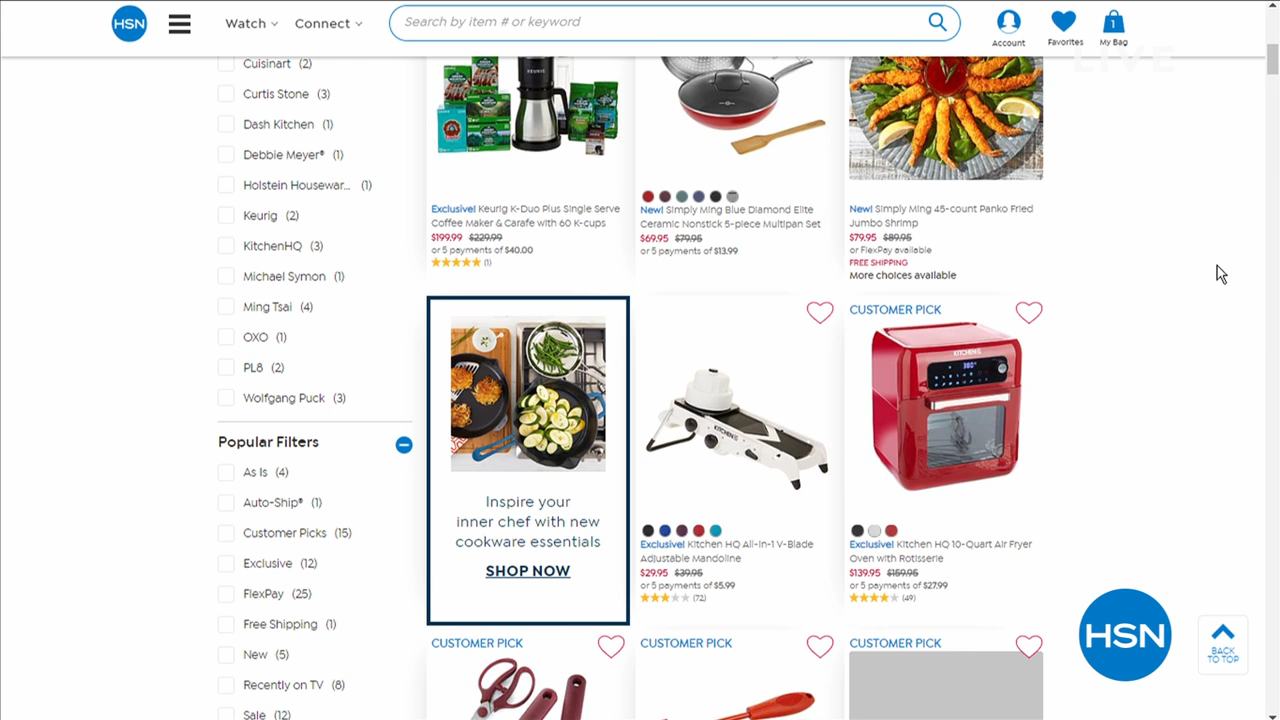 HSN
Watch
Connect
Search by item # or keyword
Account
Favorites
1
My Bag
LIVE
Cuisinart (2)
Curtis Stone (3)
Dash Kitchen (1)
Debbie Meyer® (1)
Holstein Housewar... (1)
Keurig (2)
KitchenHQ (3)
Michael Symon (1)
Ming Tsai (4)
OXO (1)
PL8 (2)
Wolfgang Puck (3)
Popular Filters
As Is (4)
Auto-Ship® (1)
Customer Picks (15)
Exclusive (12)
FlexPay (25)
Free Shipping (1)
New (5)
Recently on TV (8)
Sale (12)
KEURIG
Exclusive! Keurig K-Duo Plus Single Serve
Coffee Maker & Carafe with 60 K-cups
$199.99 $229.99
or 5 payments of $40.00
(1)
New! Simply Ming Blue Diamond Elite
Ceramic Nonstick 5-piece Multipan Set
$69.95 $79.95
or 5 payments of $13.99
New! Simply Ming 45-count Panko Fried
Jumbo Shrimp
$79.95 $89.95
or FlexPay available
FREE SHIPPING
More choices available
Inspire your
inner chef with new
cookware essentials
SHOP NOW
KITCHEN
Exclusive! Kitchen HQ All-in-1 V-Blade
Adjustable Mandoline
$29.95 $39.95
or 5 payments of $5.99
(72)
CUSTOMER PICK
KITCHEN
360°
Exclusive! Kitchen HQ 10-Quart Air Fryer
Oven with Rotisserie
$139.95 $159.95
or 5 payments of $27.99
(49)
CUSTOMER PICK
CUSTOMER PICK
CUSTOMER PICK
HSN
BACK
TO TOP